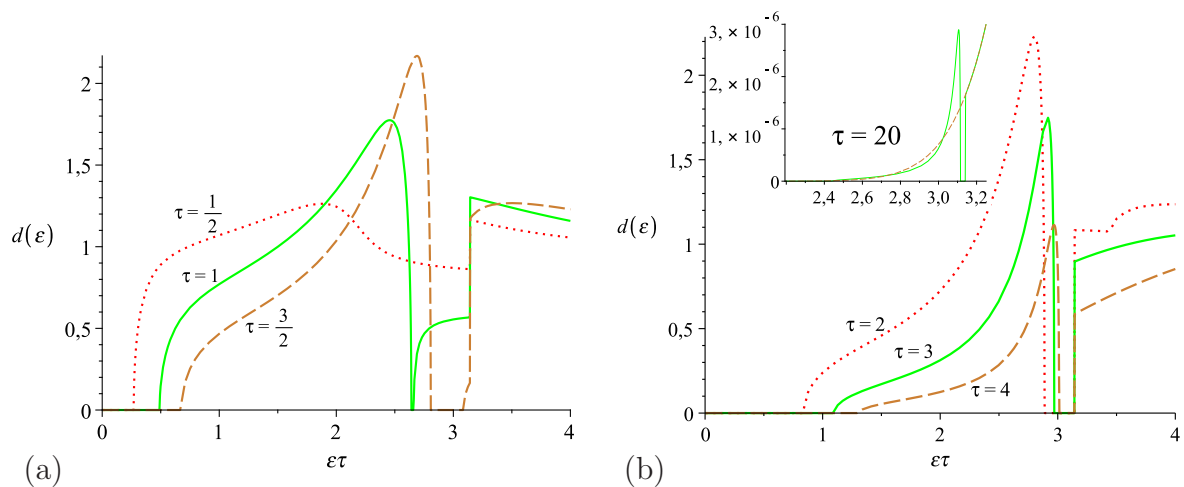 2
1,5
1
0,5
0
d(ε)
τ = 1/2
τ = 1
τ = 3/2
0 1 2 3 4
ετ
(a)
3, × 10⁻⁶
2, × 10⁻⁶
1, × 10⁻⁶
0
τ = 20
2,4 2,6 2,8 3,0 3,2
2
1,5
1
0,5
0
d(ε)
τ = 2
τ = 3
τ = 4
0 1 2 3 4
ετ
(b)